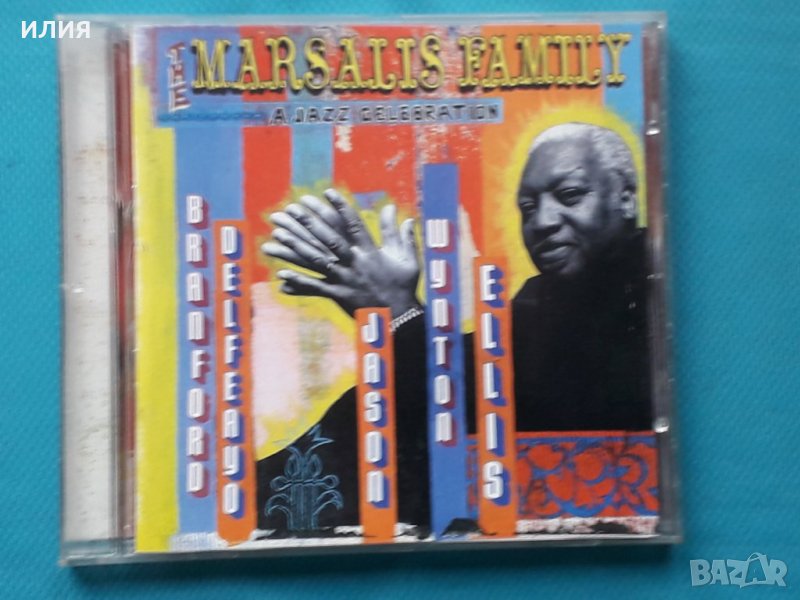 илия
THE
MARSALIS FAMILY
A JAZZ CELEBRATION
BRANFORD
DELFEAYO
JASON
WYNTON
ELLIS
BAZAR